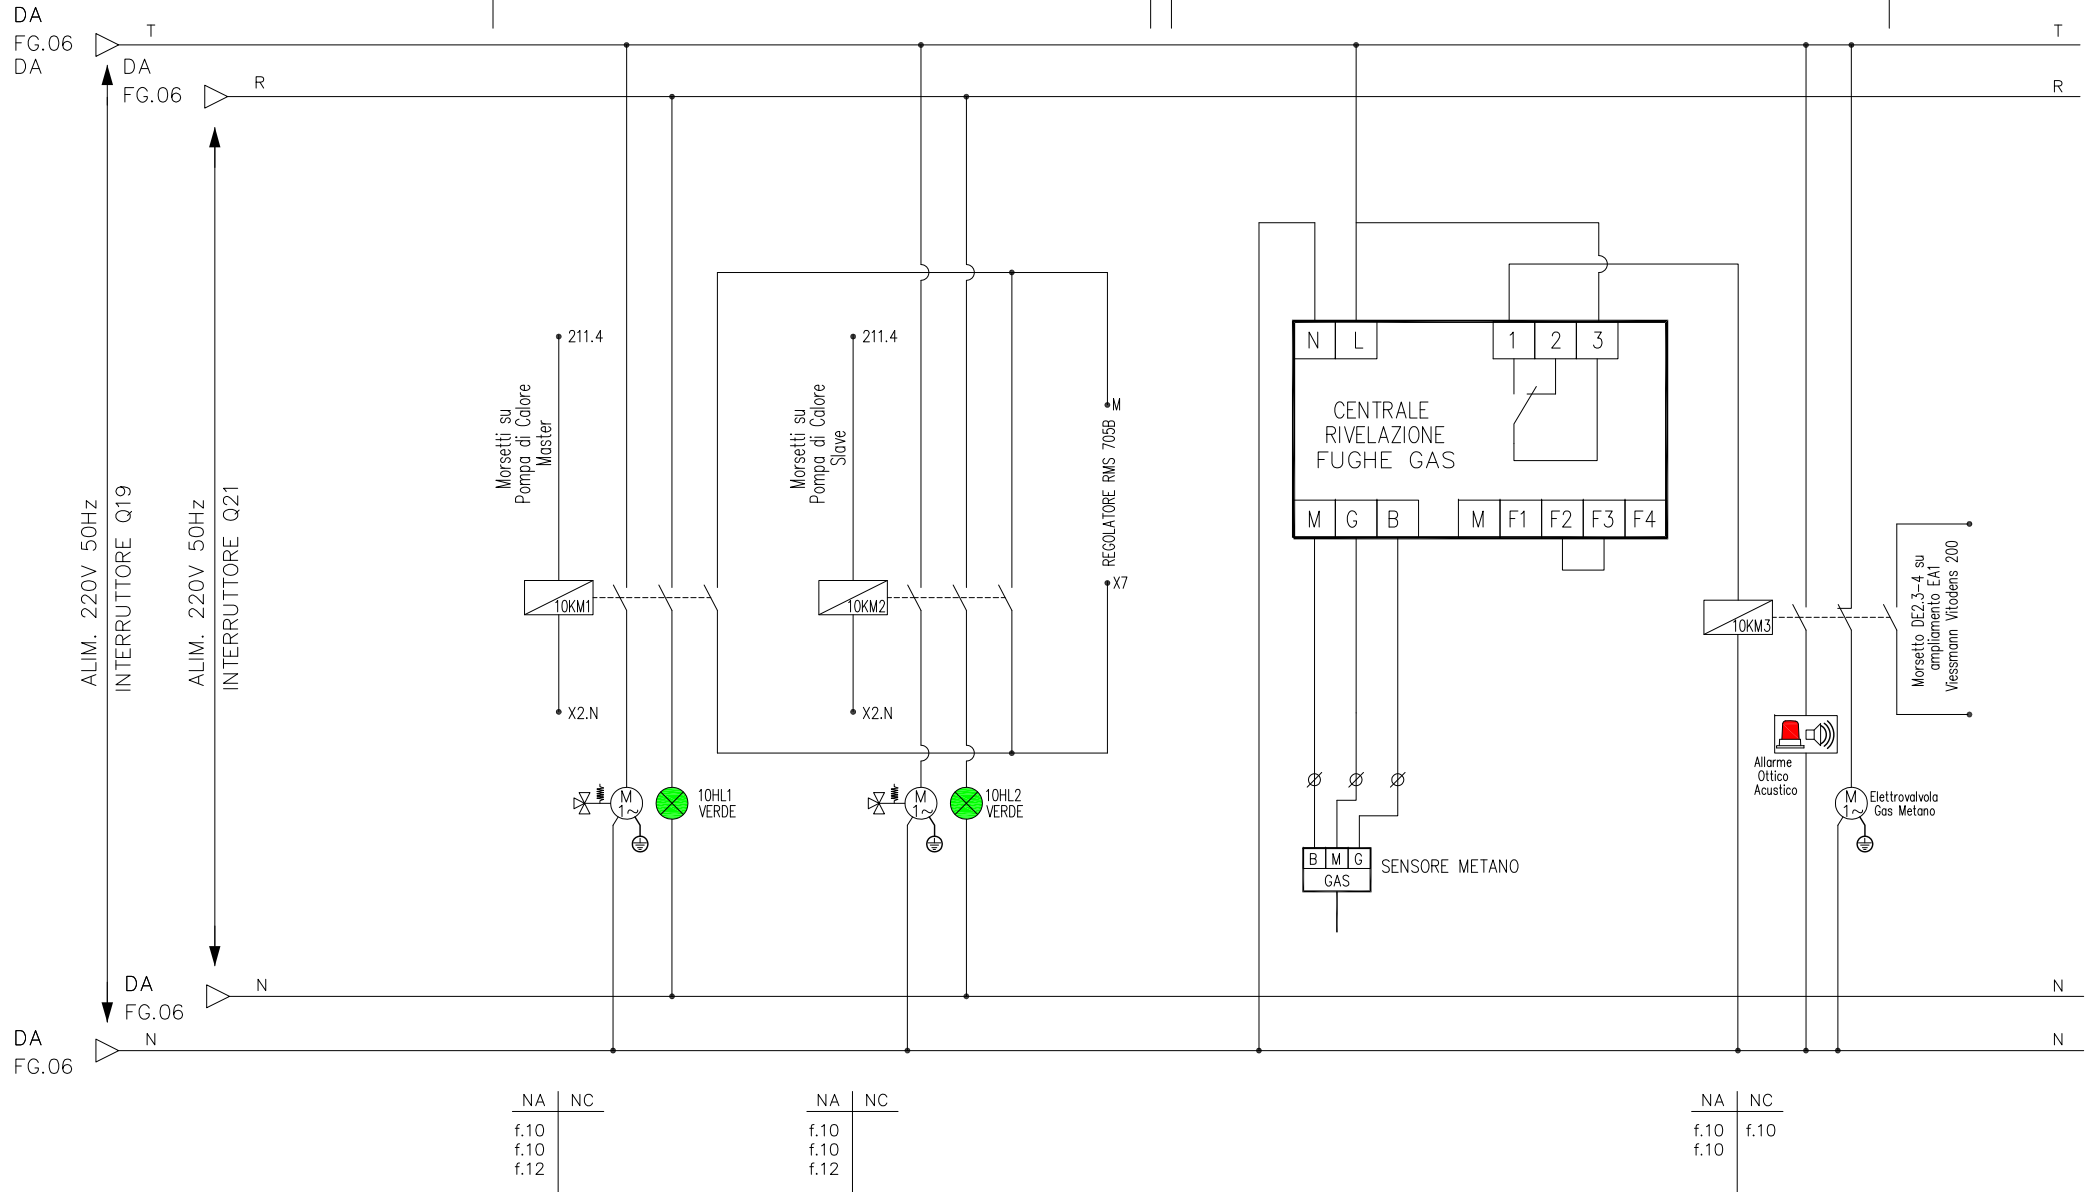 DA
FG.06
T
T
DA
DA
FG.06
R
R
ALIM. 220V 50Hz
INTERRUTTORE Q19
ALIM. 220V 50Hz
INTERRUTTORE Q21
211.4
Morsetti su
Pompa di Calore
Master
10KM1
X2.N
M
1~
10HL1
VERDE
211.4
Morsetti su
Pompa di Calore
Slave
10KM2
X2.N
M
1~
10HL2
VERDE
M
REGOLATORE RMS 705B
X7
N L
1 2 3
CENTRALE
RIVELAZIONE
FUGHE GAS
M G B
M F1 F2 F3 F4
B M G
GAS
SENSORE METANO
10KM3
Allarme
Ottico
Acustico
M
1~
Elettrovalvola
Gas Metano
Morsetto DE2.3-4 su
ampliamento EA1
Viessmann Vitodens 200
DA
FG.06
N
N
DA
FG.06
N
N
NA NC
f.10
f.10
f.12
NA NC
f.10
f.10
f.12
NA NC
f.10 f.10
f.10